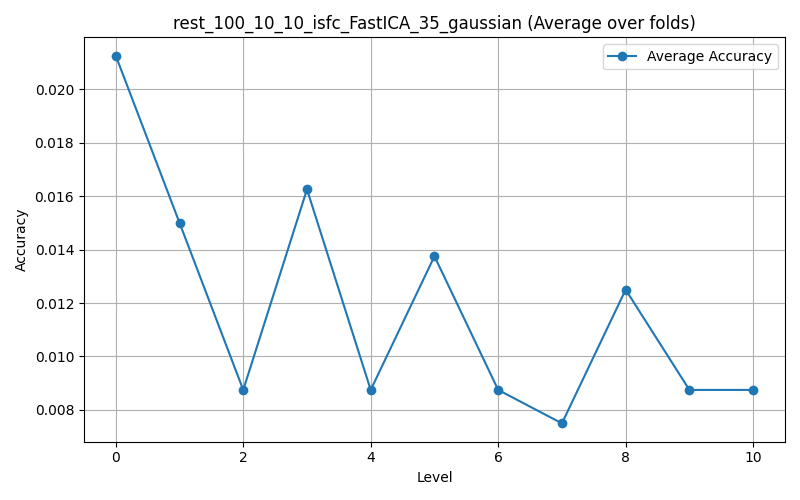 rest_100_10_10_isfc_FastICA_35_gaussian (Average over folds)
Average Accuracy
0.020
0.018
0.016
0.014
0.012
0.010
0.008
Accuracy
0 2 4 6 8 10
Level